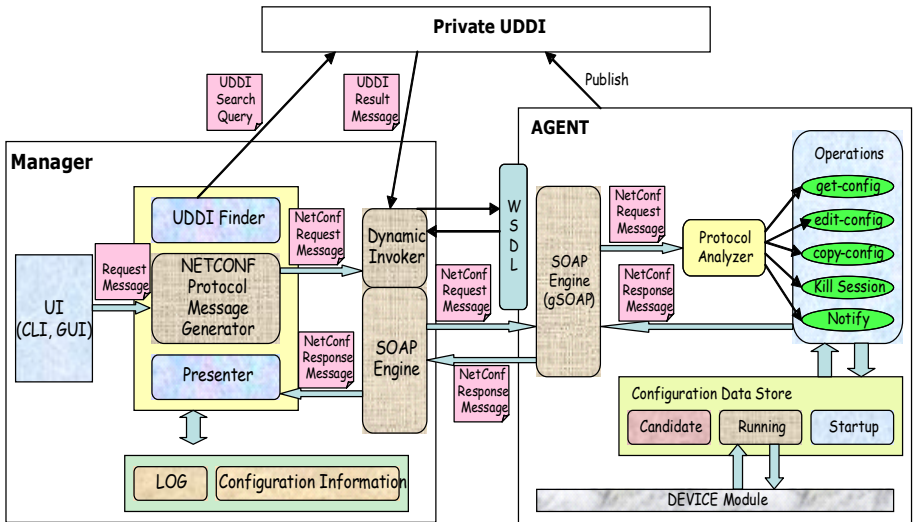 Private UDDI
UDDI
Search
Query
UDDI
Result
Message
Publish
Manager
UDDI Finder
NETCONF
Protocol
Message
Generator
Presenter
Request
Message
UI
(CLI, GUI)
NetConf
Request
Message
NetConf
Response
Message
Dynamic
Invoker
SOAP
Engine
LOG
Configuration Information
NetConf
Request
Message
NetConf
Response
Message
W
S
D
L
AGENT
SOAP
Engine
(gSOAP)
NetConf
Request
Message
NetConf
Response
Message
Protocol
Analyzer
Operations
get-config
edit-config
copy-config
Kill Session
Notify
Configuration Data Store
Candidate
Running
Startup
DEVICE Module